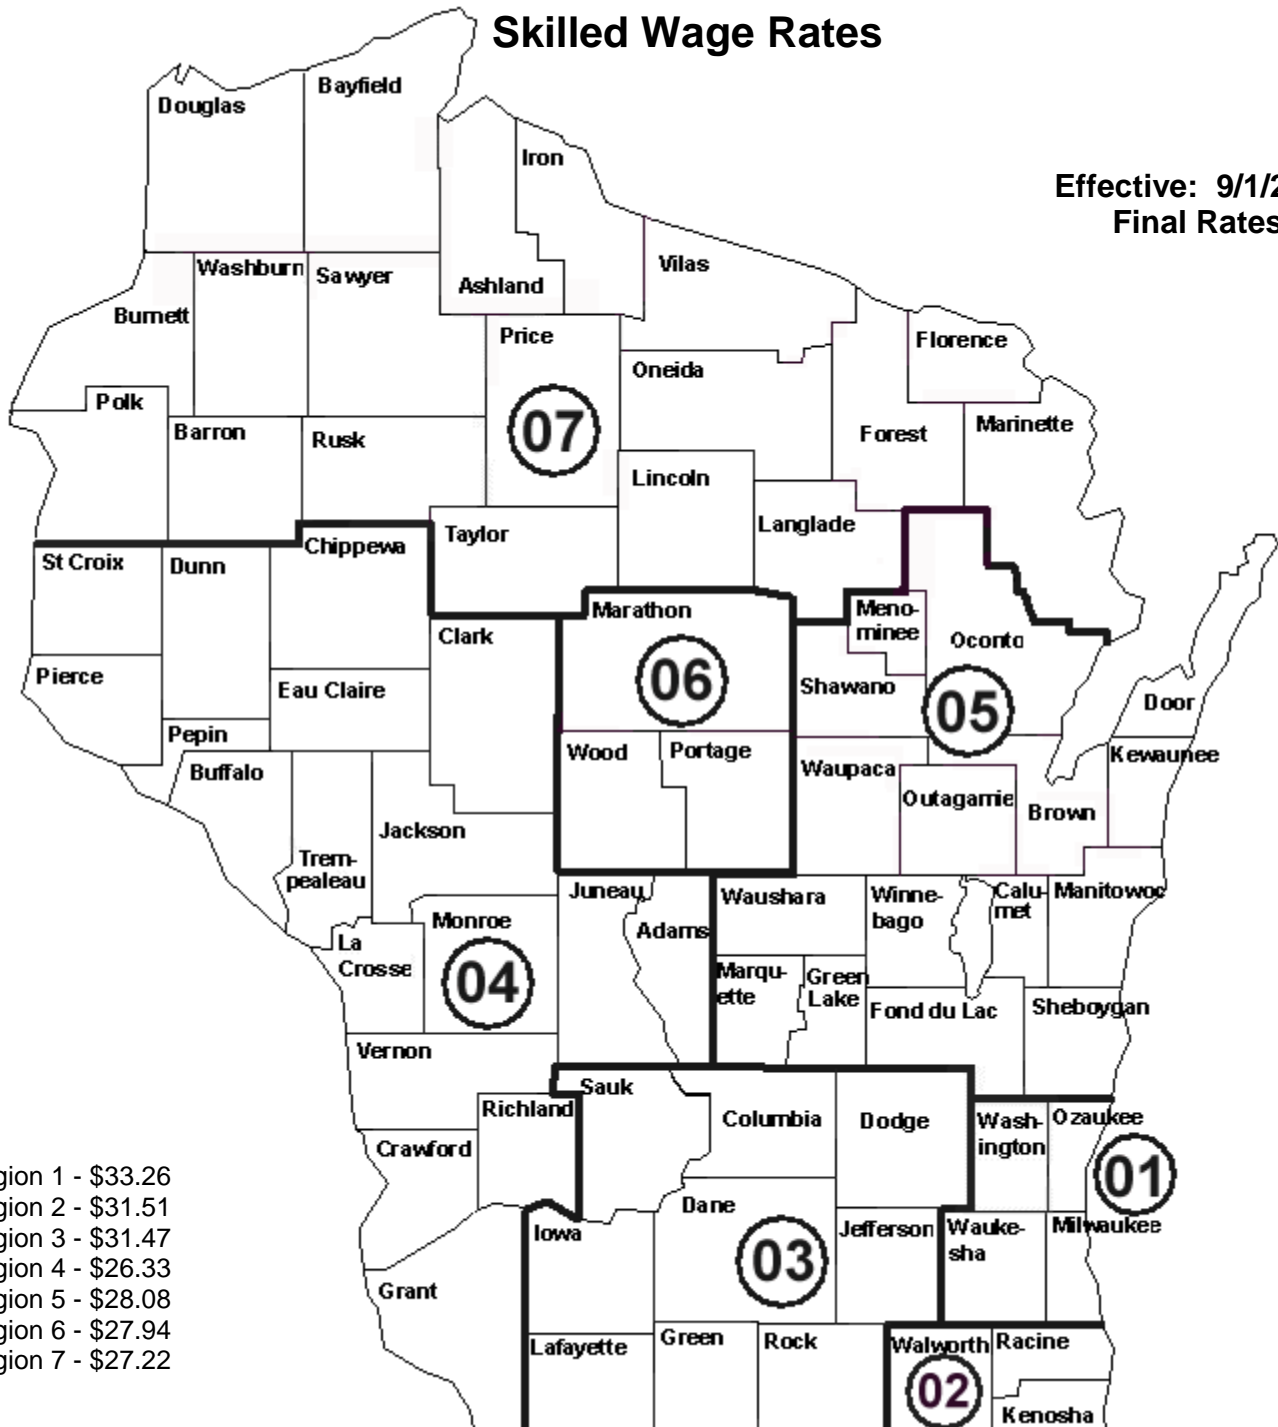 Skilled Wage Rates
Effective: 9/1/2
Final Rates
Douglas
Bayfield
Iron
Ashland
Vilas
Washburn
Sawyer
Burnett
Price
Florence
Oneida
Polk
Barron
Rusk
07
Forest
Marinette
Lincoln
Langlade
Taylor
Chippewa
St Croix
Dunn
Marathon
Meno-
minee
Oconto
Clark
06
Pierce
Eau Claire
Shawano
05
Door
Pepin
Buffalo
Wood
Portage
Waupaca
Kewaunee
Outagamie
Brown
Jackson
Trem-
pealeau
Juneau
Adams
Waushara
Winne-
bago
Calu-
met
Manitowoc
Monroe
La
Crosse
04
Marqu-
ette
Green
Lake
Fond du Lac
Sheboygan
Vernon
Sauk
Richland
Columbia
Dodge
Wash-
ington
Ozaukee
Crawford
01
Dane
Iowa
Jefferson
Wauke-
sha
Milwaukee
03
Grant
Lafayette
Green
Rock
Walworth
Racine
02
Kenosha
gion 1 - $33.26
gion 2 - $31.51
gion 3 - $31.47
gion 4 - $26.33
gion 5 - $28.08
gion 6 - $27.94
gion 7 - $27.22